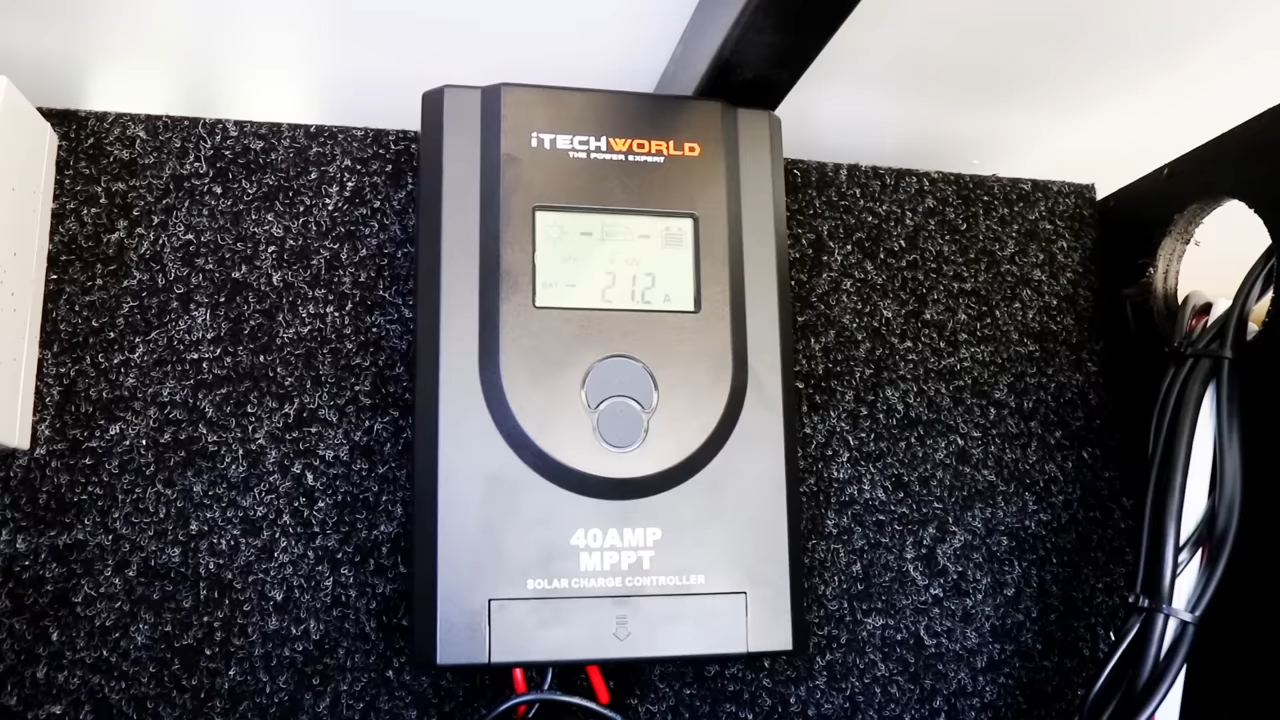 iTECHWORLD
THE POWER EXPERT
21.2 A
40AMP
MPPT
SOLAR CHARGE CONTROLLER